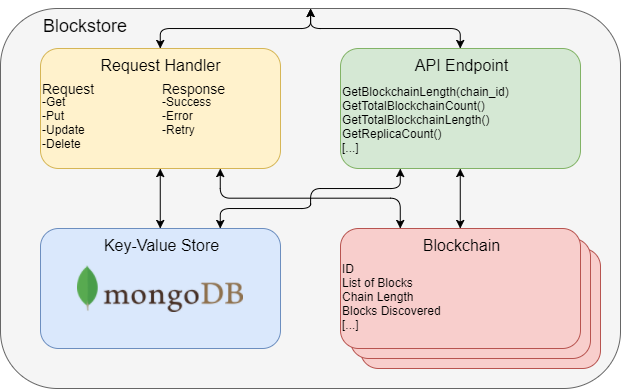 Blockstore
Request Handler
Request
-Get
-Put
-Update
-Delete
Response
-Success
-Error
-Retry
API Endpoint
GetBlockchainLength(chain_id)
GetTotalBlockchainCount()
GetTotalBlockchainLength()
GetReplicaCount()
[...]
Key-Value Store
mongoDB
Blockchain
ID
List of Blocks
Chain Length
Blocks Discovered
[...]